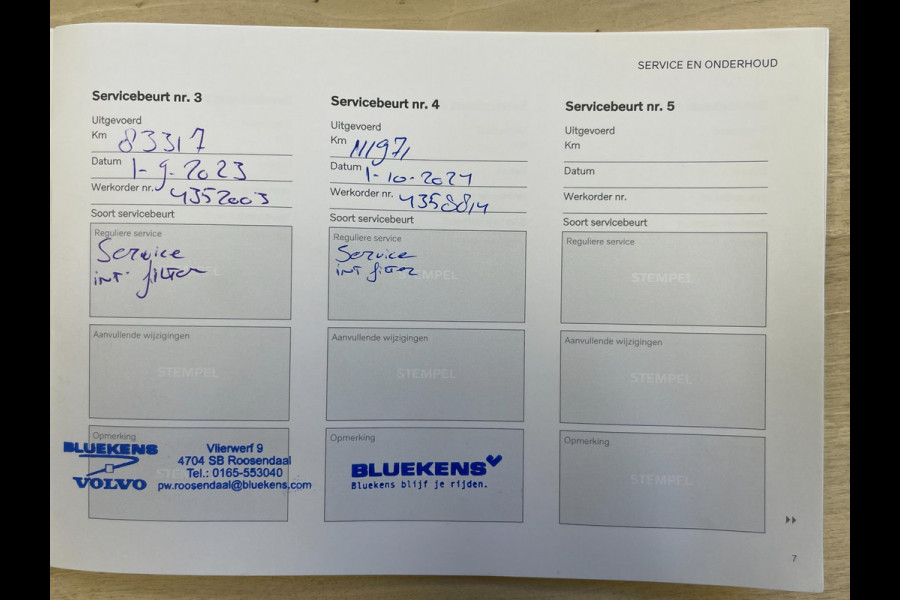 SERVICE EN ONDERHOUD
Servicebeurt nr. 3
Uitgevoerd
Km 83317
Datum 1-9-2023
Werkorder nr. 4352003
Soort servicebeurt
Reguliere service
Service
int filter
Aanvullende wijzigingen
STEMPEL
Opmerking
BLUEKENS
VOLVO
Vlierwerf 9
4704 SB Roosendaal
Tel.: 0165-553040
pw.roosendaal@bluekens.com
Servicebeurt nr. 4
Uitgevoerd
Km 111971
Datum 1-10-2024
Werkorder nr. 4358814
Soort servicebeurt
Reguliere service
Service
int filter
STEMPEL
Aanvullende wijzigingen
STEMPEL
Opmerking
BLUEKENS
Bluekens blijf je rijden.
Servicebeurt nr. 5
Uitgevoerd
Km
Datum
Werkorder nr.
Soort servicebeurt
Reguliere service
STEMPEL
Aanvullende wijzigingen
STEMPEL
Opmerking
STEMPEL
7